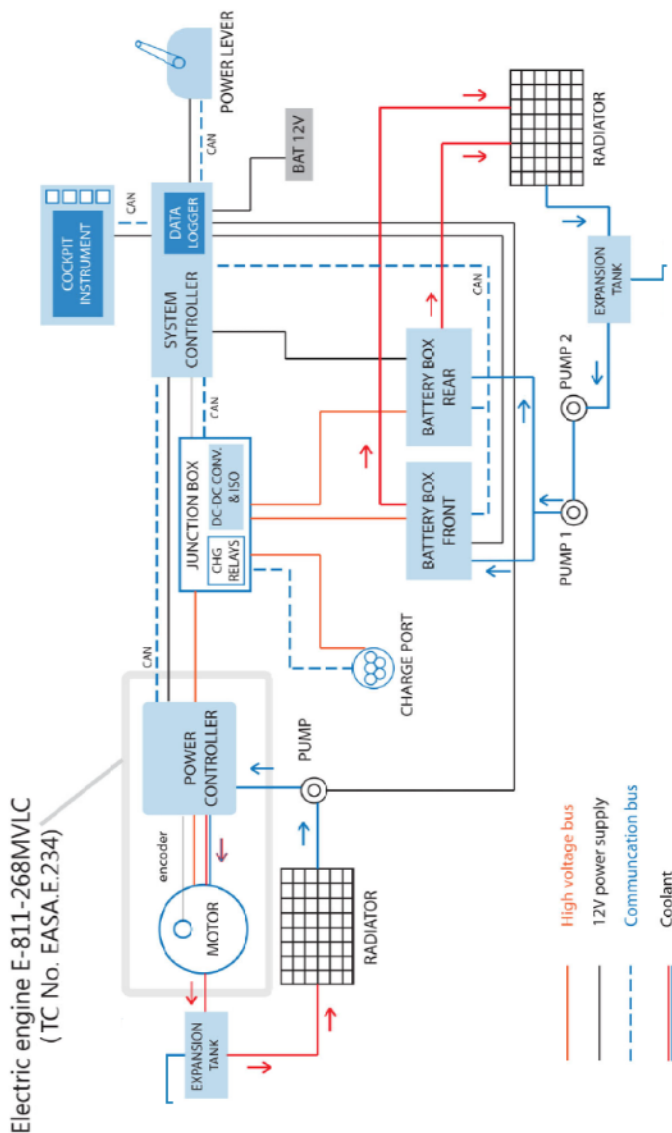 Electric engine E-811-268MVLC
(TC No. EASA.E.234)
COCKPIT
INSTRUMENT
CAN
POWER LEVER
CAN
DATA
LOGGER
SYSTEM
CONTROLLER
BAT 12V
CAN
CAN
JUNCTION BOX
DC-DC CONV.
& ISO
CHG
RELAYS
POWER
CONTROLLER
encoder
MOTOR
EXPANSION
TANK
RADIATOR
PUMP
CHARGE PORT
BATTERY BOX
FRONT
BATTERY BOX
REAR
CAN
RADIATOR
EXPANSION
TANK
PUMP 2
PUMP 1
High voltage bus
12V power supply
Communcation bus
Coolant